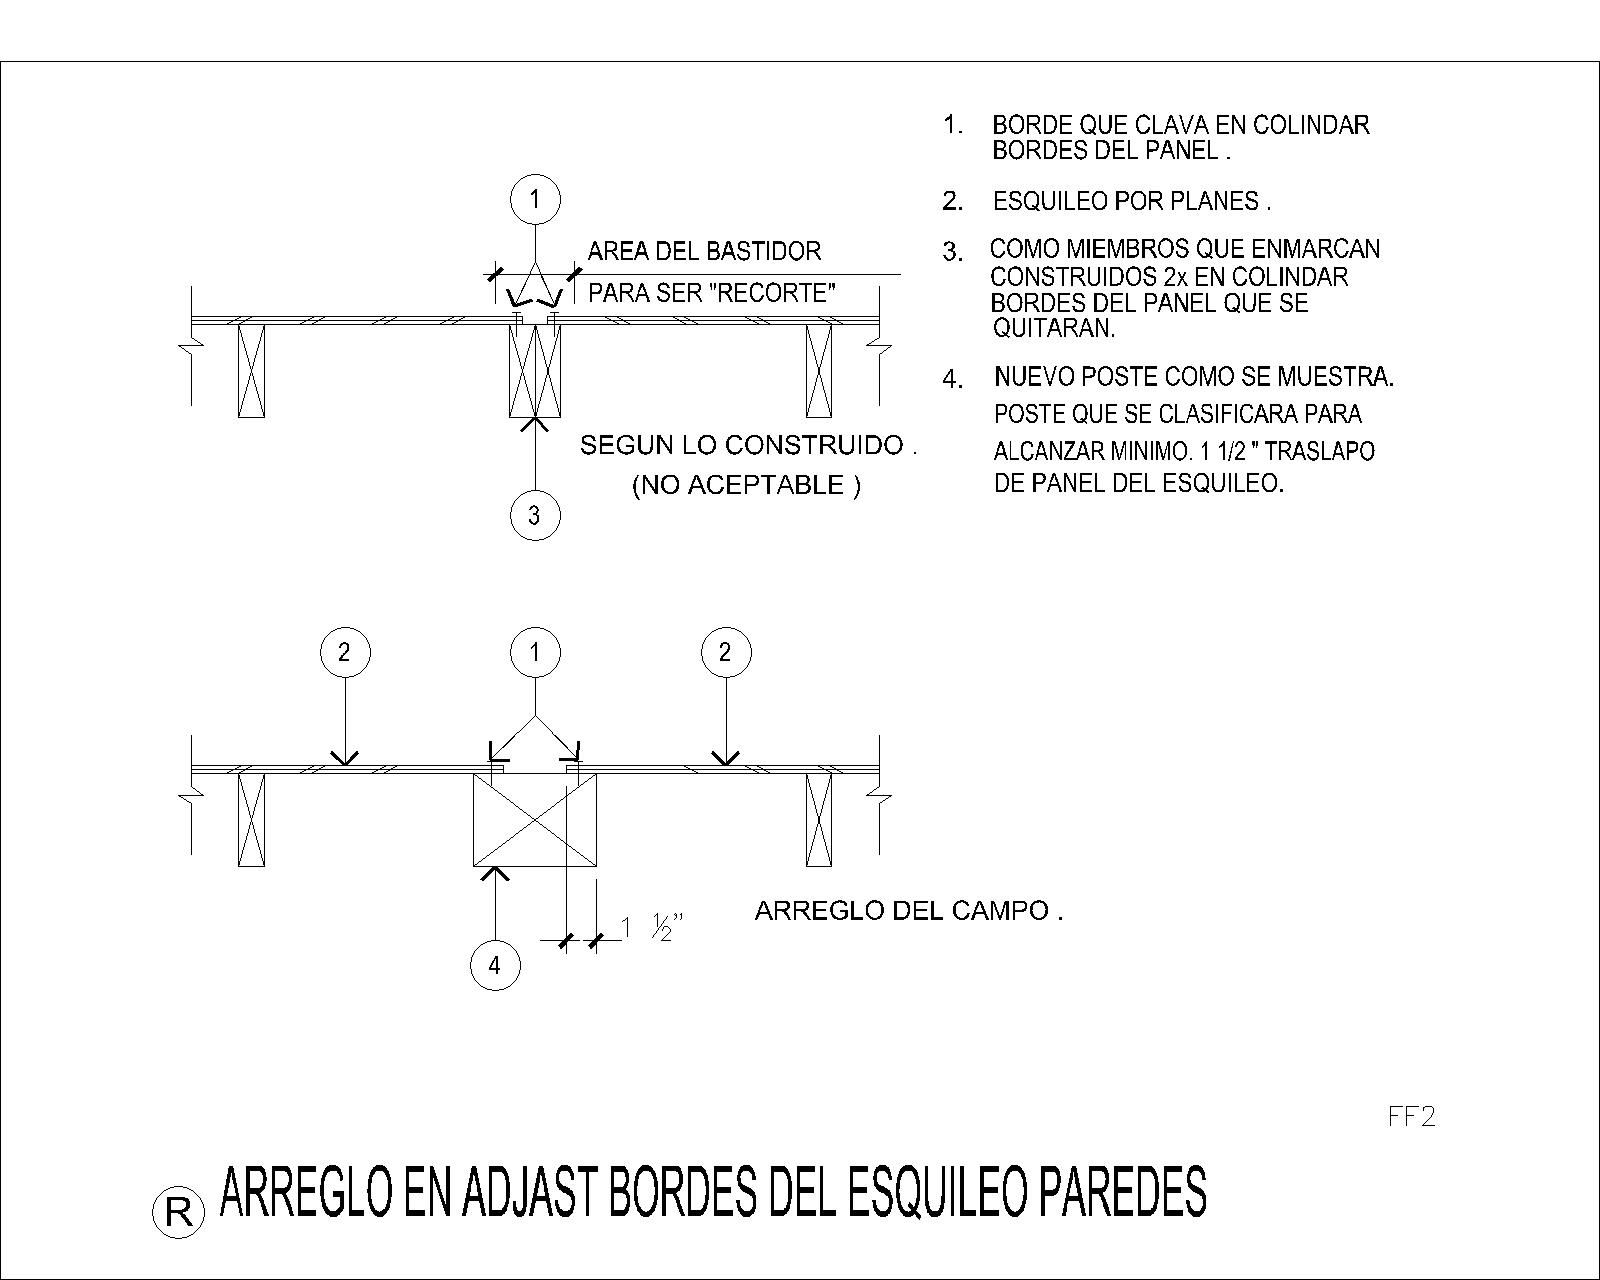 1. BORDE QUE CLAVA EN COLINDAR
BORDES DEL PANEL .
2. ESQUILEO POR PLANES .
3. COMO MIEMBROS QUE ENMARCAN
CONSTRUIDOS 2x EN COLINDAR
BORDES DEL PANEL QUE SE
QUITARAN.
4. NUEVO POSTE COMO SE MUESTRA.
POSTE QUE SE CLASIFICARA PARA
ALCANZAR MINIMO. 1 1/2 " TRASLAPO
DE PANEL DEL ESQUILEO.
1
AREA DEL BASTIDOR
PARA SER "RECORTE"
SEGUN LO CONSTRUIDO .
(NO ACEPTABLE )
3
2
1
2
ARREGLO DEL CAMPO .
1 ½"
4
FF2
R ARREGLO EN ADJAST BORDES DEL ESQUILEO PAREDES